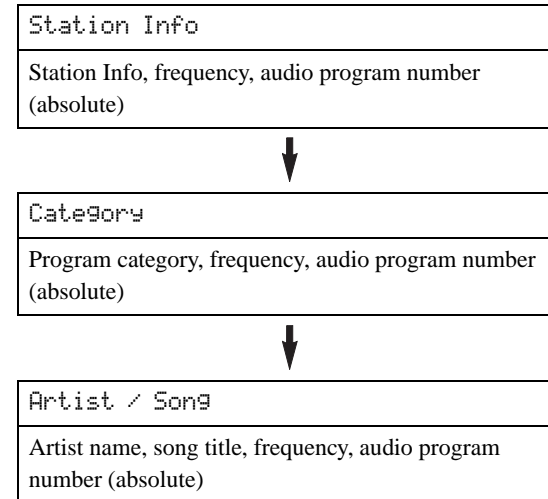 Station Info
Station Info, frequency, audio program number
(absolute)
Category
Program category, frequency, audio program number
(absolute)
Artist / Song
Artist name, song title, frequency, audio program
number (absolute)